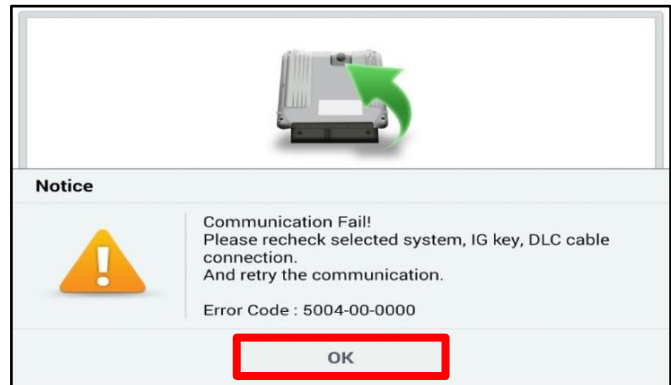 Notice
Communication Fail!
Please recheck selected system, IG key, DLC cable
connection.
And retry the communication.
Error Code : 5004-00-0000
OK